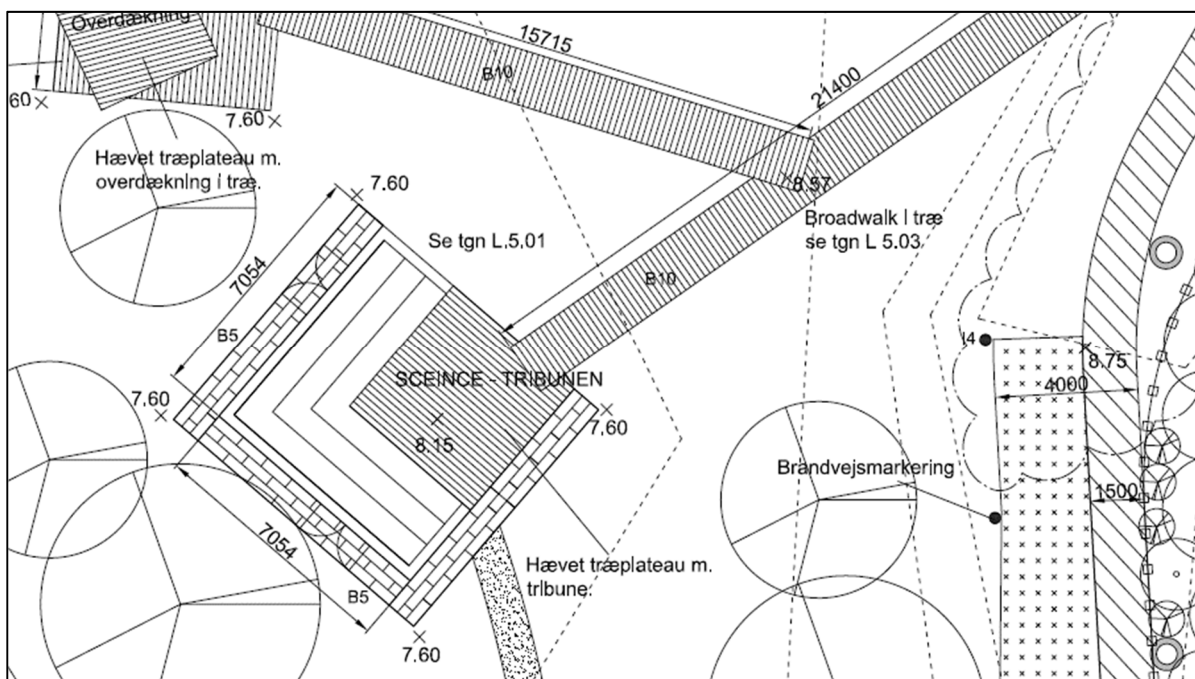 Overdækning
15715
B10
21400
60
7.60
Hævet træplateau m.
overdækning i træ.
7.60
8.57
Se tgn L.5.01
Broadwalk i træ
se tgn L 5.03.
7054
B10
B5
I4
8.75
SCEINCE - TRIBUNEN
4000
7.60
7.60
8.15
Brandvejsmarkering
1500
7054
Hævet træplateau m.
tribune.
B5
7.60